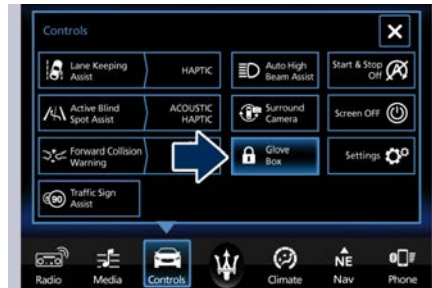 Controls
Lane Keeping
Assist
HAPTIC
Auto High
Beam Assist
Start & Stop
Off
Active Blind
Spot Assist
ACOUSTIC
HAPTIC
Surround
Camera
Screen OFF
Forward Collision
Warning
Glove
Box
Settings
90
Traffic Sign
Assist
Radio
Media
Controls
Climate
NE
Nav
Phone